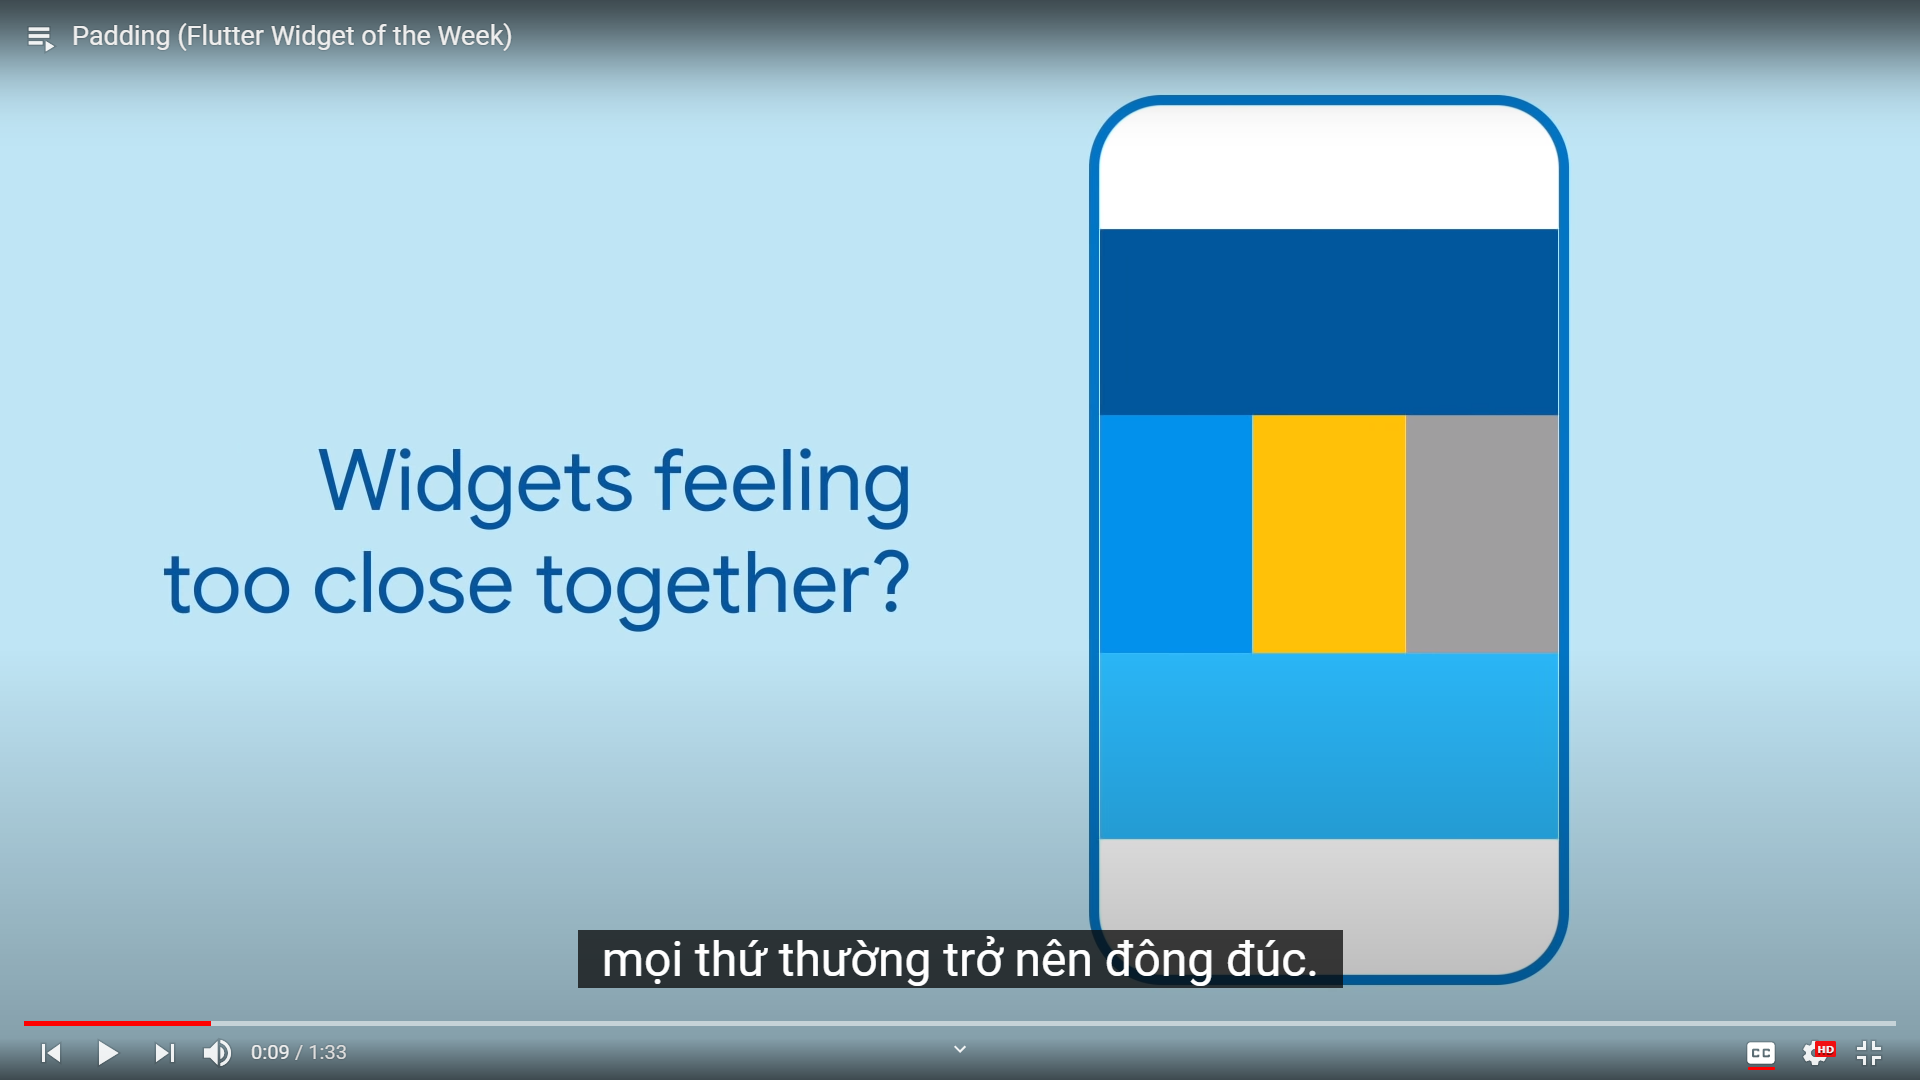 Padding (Flutter Widget of the Week)
Widgets feeling
too close together?
mọi thứ thường trở nên đông đúc.
0:09 / 1:33
CC
HD